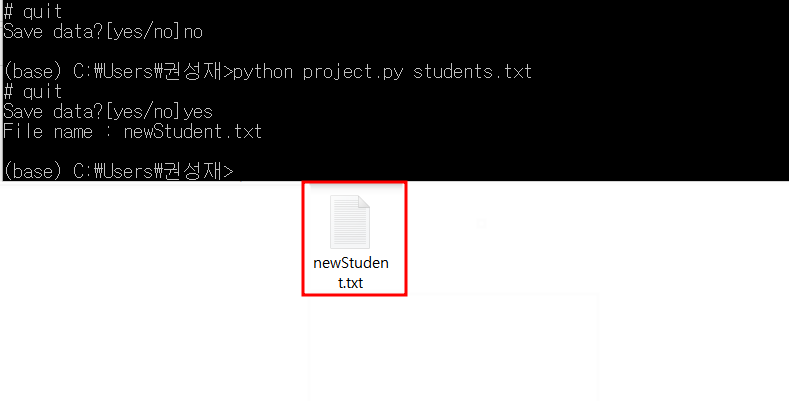 # quit
Save data?[yes/no]no
(base) C:₩Users₩권성재>python project.py students.txt
# quit
Save data?[yes/no]yes
File name : newStudent.txt
(base) C:₩Users₩권성재>
newStuden
t.txt